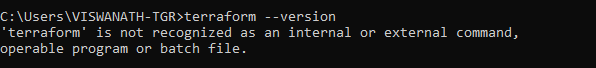 C:\Users\VISWANATH-TGR>terraform --version
'terraform' is not recognized as an internal or external command,
operable program or batch file.